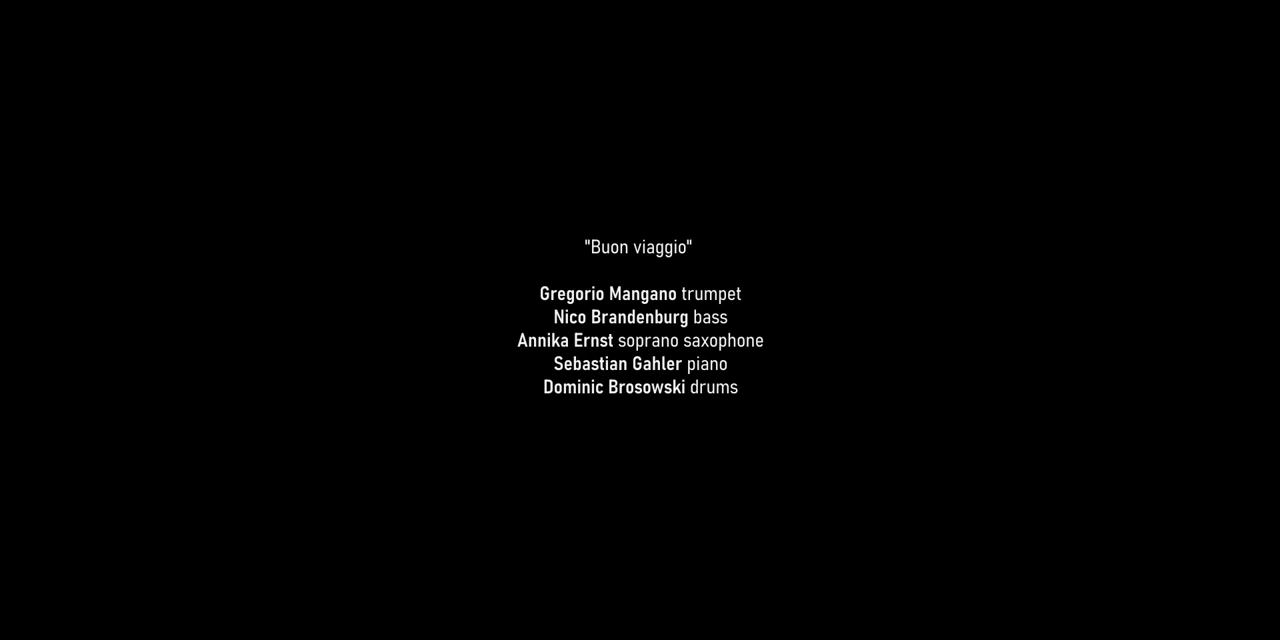 "Buon viaggio"
Gregorio Mangano trumpet
Nico Brandenburg bass
Annika Ernst soprano saxophone
Sebastian Gahler piano
Dominic Brosowski drums